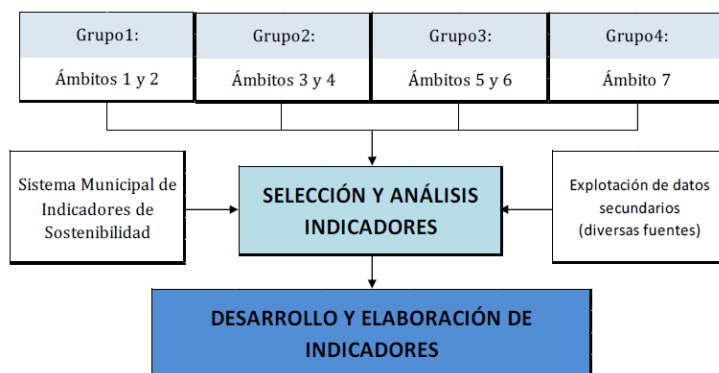 Grupo1:
Ámbitos 1 y 2
Grupo2:
Ámbitos 3 y 4
Grupo3:
Ámbitos 5 y 6
Grupo4:
Ámbito 7
Sistema Municipal de
Indicadores de
Sostenibilidad
SELECCIÓN Y ANÁLISIS
INDICADORES
Explotación de datos
secundarios
(diversas fuentes)
DESARROLLO Y ELABORACIÓN DE
INDICADORES